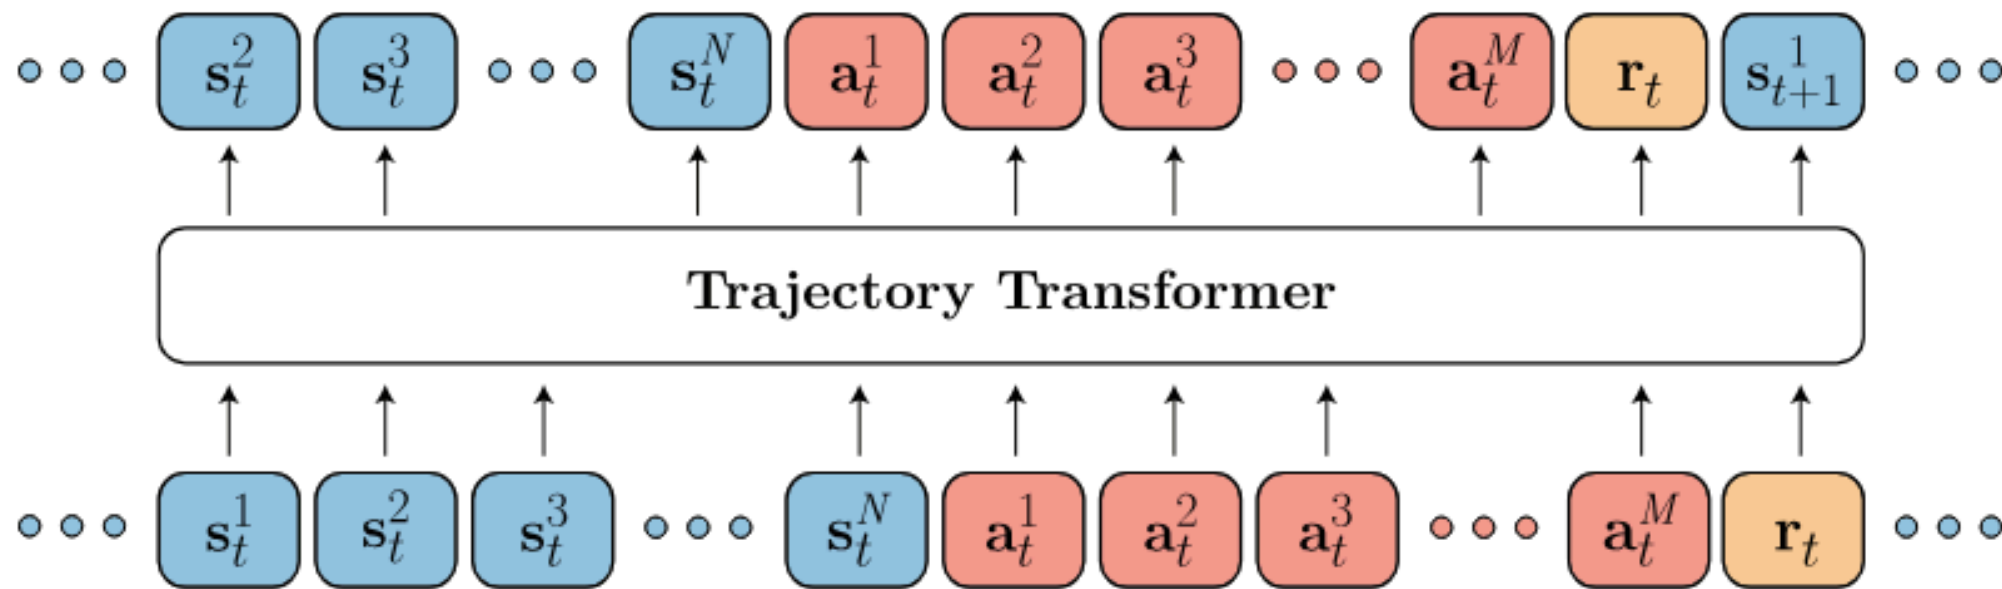 s_t^2 s_t^3 s_t^N a_t^1 a_t^2 a_t^3 a_t^M r_t s_{t+1}^1
Trajectory Transformer
s_t^1 s_t^2 s_t^3 s_t^N a_t^1 a_t^2 a_t^3 a_t^M r_t